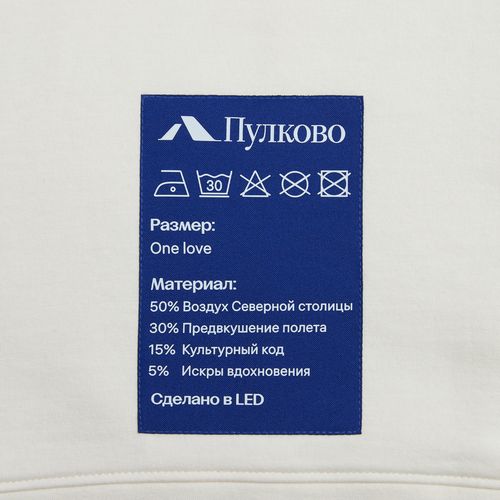 Пулково
30
Размер:
One love
Материал:
50% Воздух Северной столицы
30% Предвкушение полета
15% Культурный код
5% Искры вдохновения
Сделано в LED